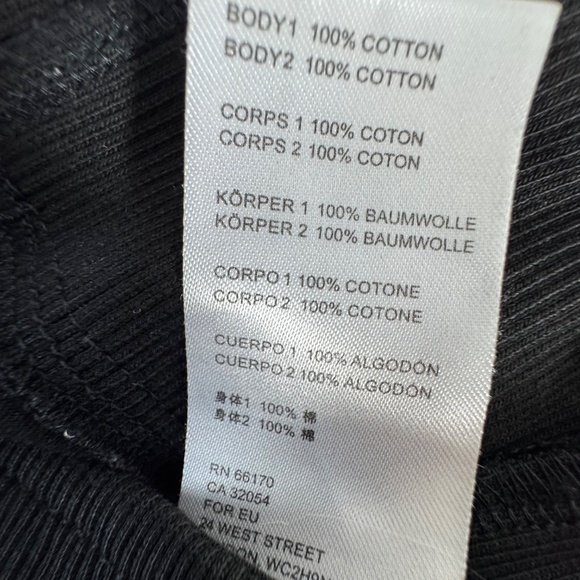 BODY1 100% COTTON
BODY2 100% COTTON
CORPS 1 100% COTON
CORPS 2 100% COTON
KÖRPER 1 100% BAUMWOLLE
KÖRPER 2 100% BAUMWOLLE
CORPO 1 100% COTONE
CORPO 2 100% COTONE
CUERPO 1 100% ALGODÓN
CUERPO 2 100% ALGODÓN
身体1 100% 棉
身体2 100% 棉
RN 66170
CA 32054
FOR EU
24 WEST STREET